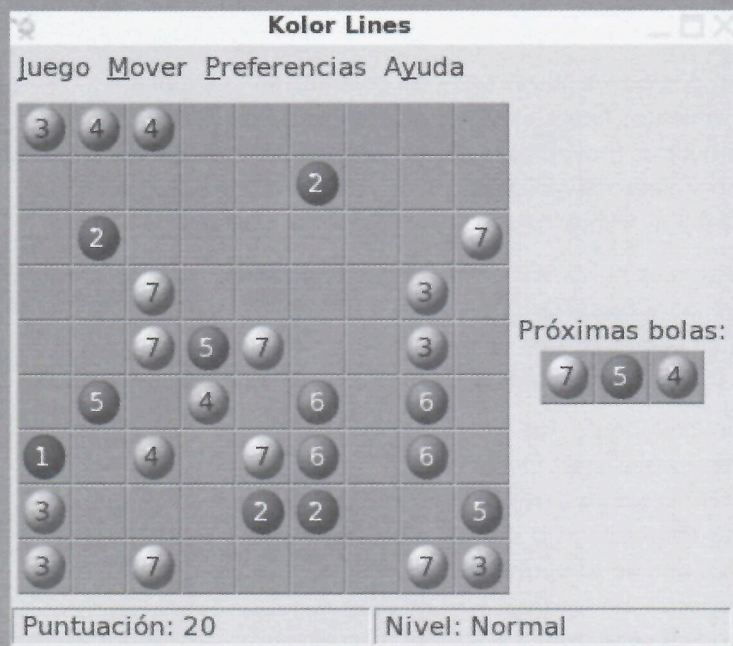 Kolor Lines
Juego Mover Preferencias Ayuda
3 4 4
2
2 7
7 3
7 5 7 3
5 4 6 6
1 4 7 6 6
3 2 2 5
3 7 7 3
Próximas bolas:
7 5 4
Puntuación: 20 Nivel: Normal